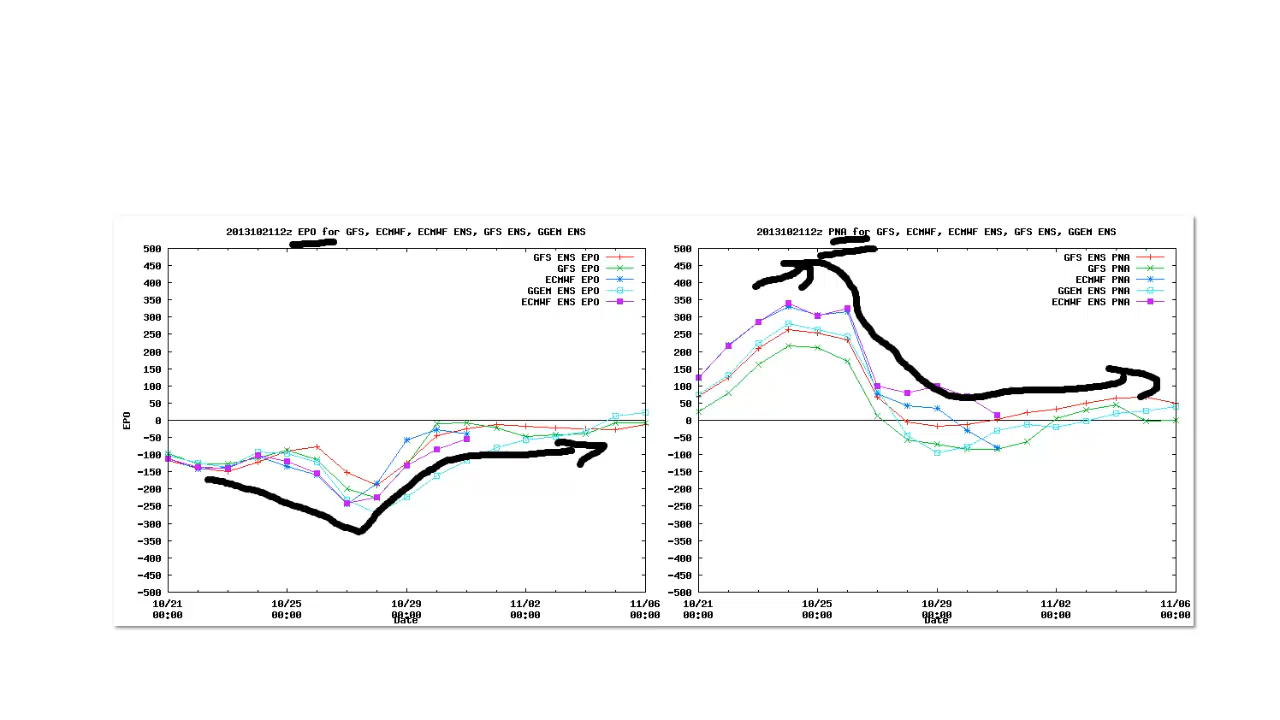 2013102112z EPO for GFS, ECMWF, ECMWF ENS, GFS ENS, GGEM ENS
500
450
400
350
300
250
200
150
100
50
0
-50
-100
-150
-200
-250
-300
-350
-400
-450
-500
EPO
GFS ENS EPO
GFS EPO
ECMWF EPO
GGEM ENS EPO
ECMWF ENS EPO
10/21 10/25 10/29 11/02 11/06
00:00 00:00 00:00 00:00 00:00
Date
2013102112z PNA for GFS, ECMWF, ECMWF ENS, GFS ENS, GGEM ENS
500
450
400
350
300
250
200
150
100
50
0
-50
-100
-150
-200
-250
-300
-350
-400
-450
-500
GFS ENS PNA
GFS PNA
ECMWF PNA
GGEM ENS PNA
ECMWF ENS PNA
10/21 10/25 10/29 11/02 11/06
00:00 00:00 00:00 00:00 00:00
Date